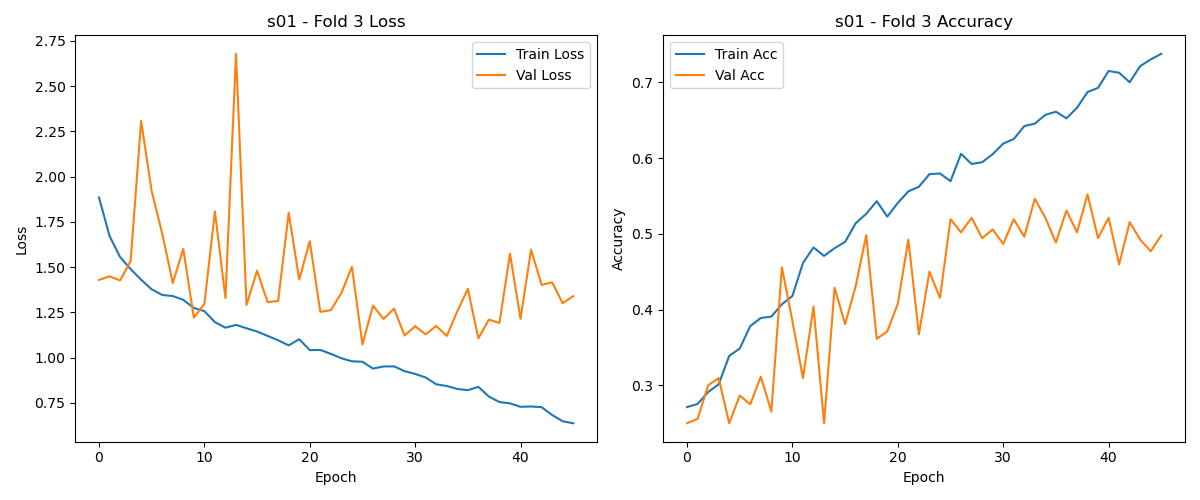 s01 - Fold 3 Loss
2.75
2.50
2.25
2.00
1.75
1.50
1.25
1.00
0.75
Loss
Train Loss
Val Loss
0 10 20 30 40
Epoch
s01 - Fold 3 Accuracy
0.7
0.6
0.5
0.4
0.3
Accuracy
Train Acc
Val Acc
0 10 20 30 40
Epoch